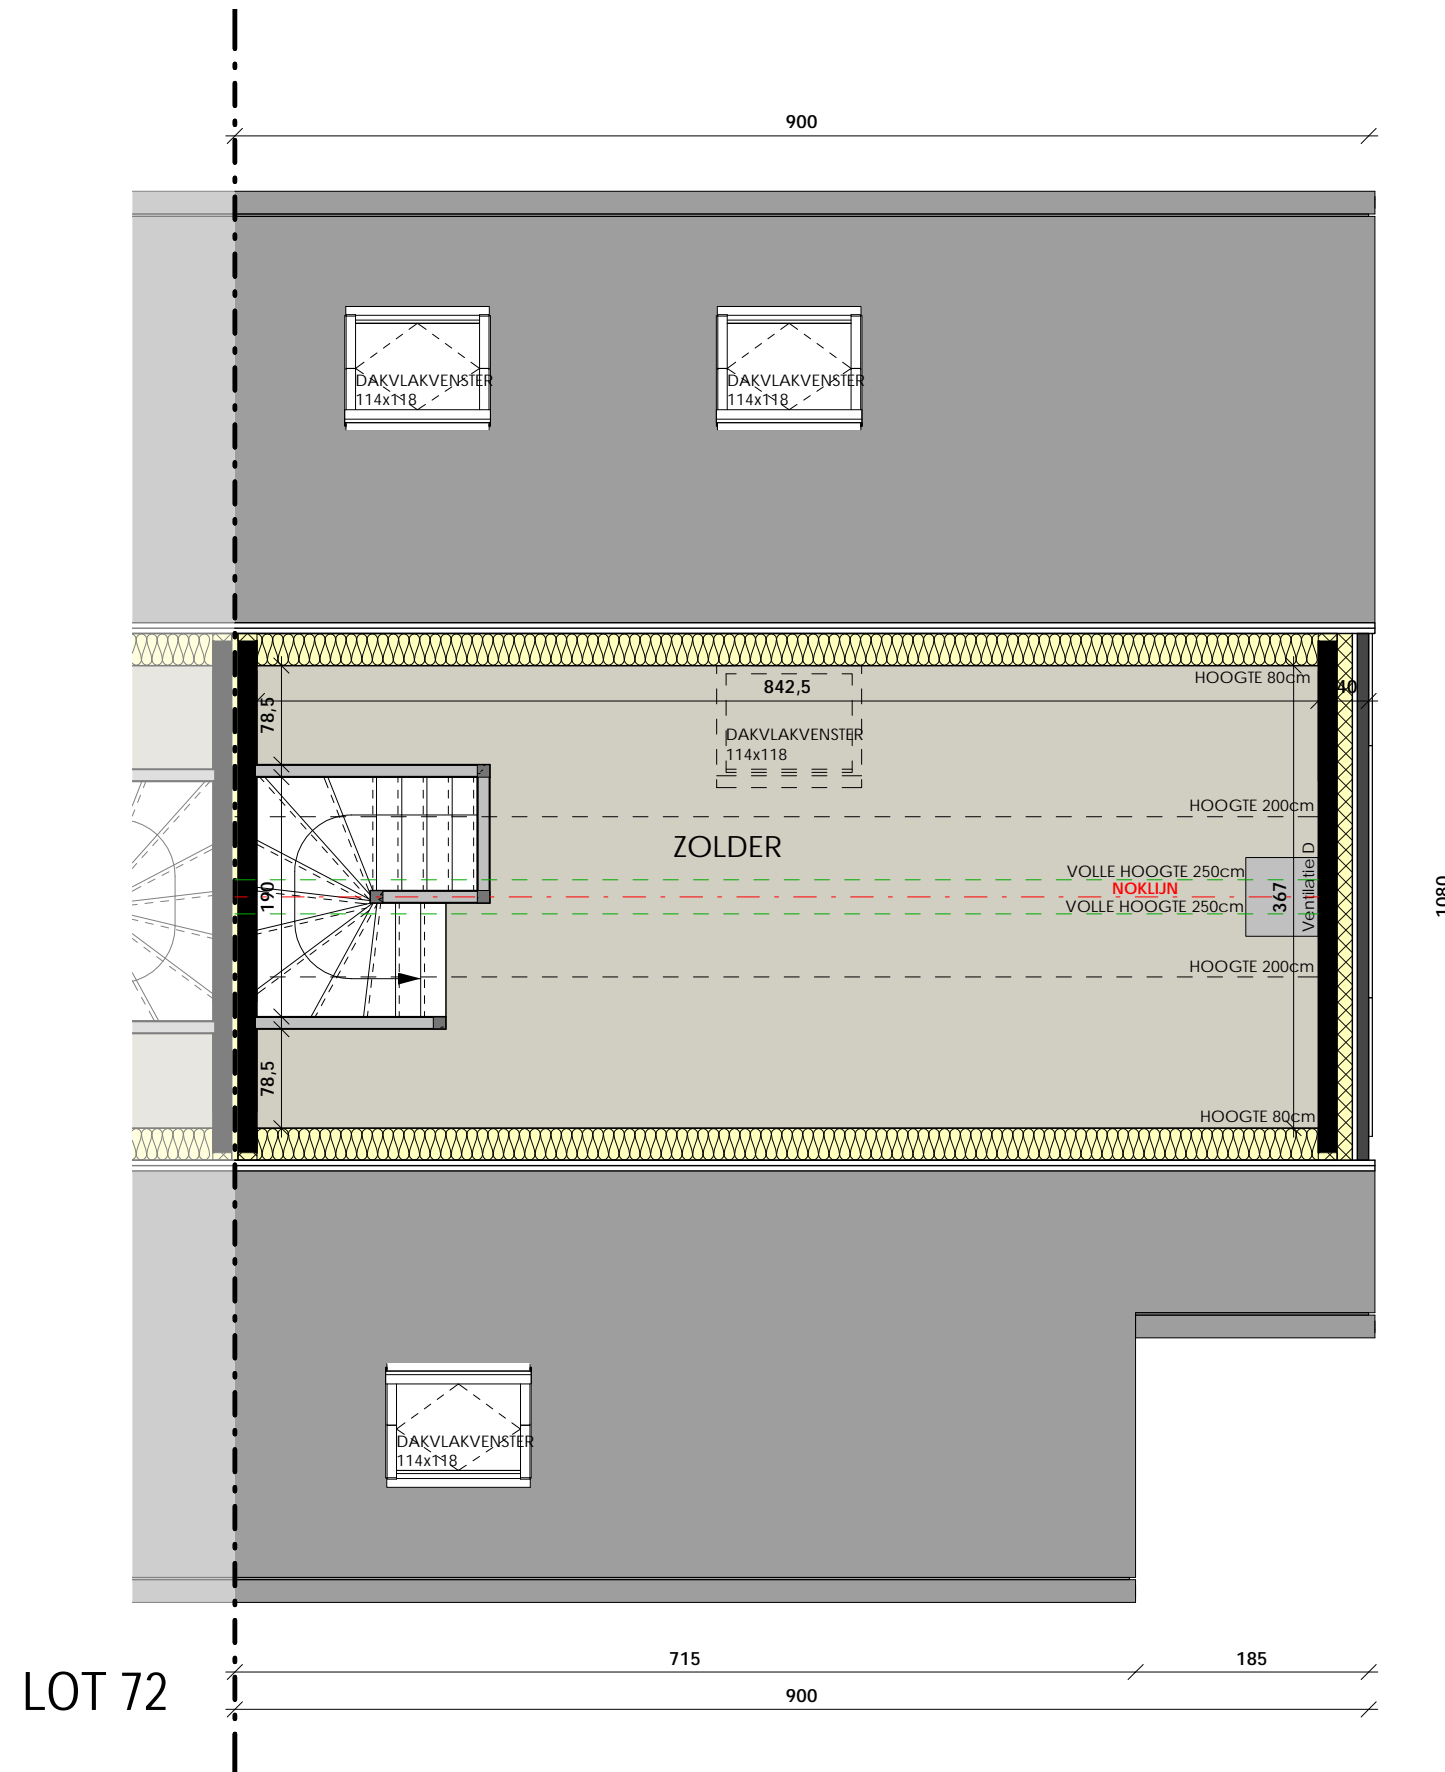 900
DAKVLAKVENSTER
114x118
DAKVLAKVENSTER
114x118
HOOGTE 80cm
842,5
40
78,5
DAKVLAKVENSTER
114x118
HOOGTE 200cm
ZOLDER
VOLLE HOOGTE 250cm
NOKLIJN
VOLLE HOOGTE 250cm
190
367
Ventilatie D
1080
HOOGTE 200cm
78,5
HOOGTE 80cm
DAKVLAKVENSTER
114x118
715
185
LOT 72
900